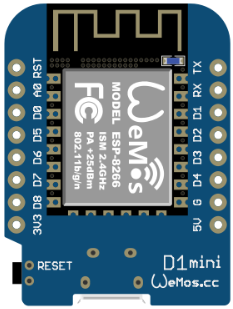 RST
A0
D0
D5
D6
D7
D8
3V3
TX
RX
D1
D2
D3
D4
G
5V
WeMos
MODEL ESP-8266
ISM 2.4GHz
PA +25dBm
802.11b/g/n
FC
RESET
D1 mini
WeMos.cc